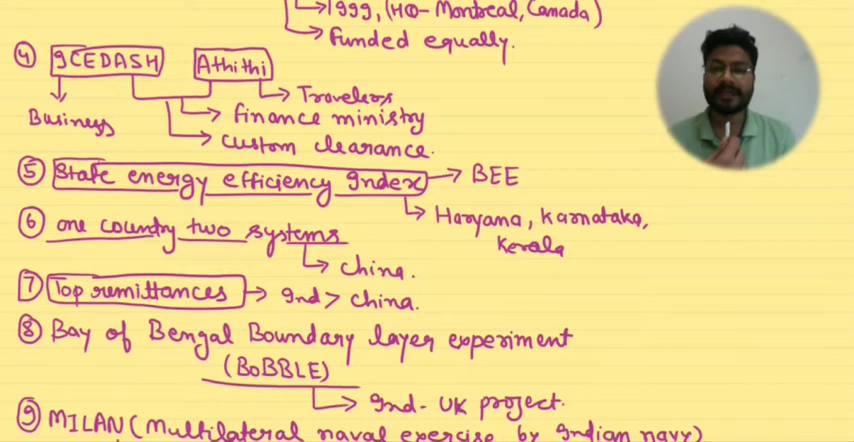 1999, (HQ- Montreal, Canada)
Funded equally.
④ ICEDASH Athithi
Travelers
Business finance ministry
custom clearance.
⑤ State energy efficiency Index → BEE
Haryana, Karnataka,
Kerala
⑥ one country two systems
China.
⑦ Top remittances → Ind > China.
⑧ Bay of Bengal Boundary layer experiment
(BoBBLE)
Ind- UK project.
⑨ MILAN (Multilateral naval exercise by Indian navy)